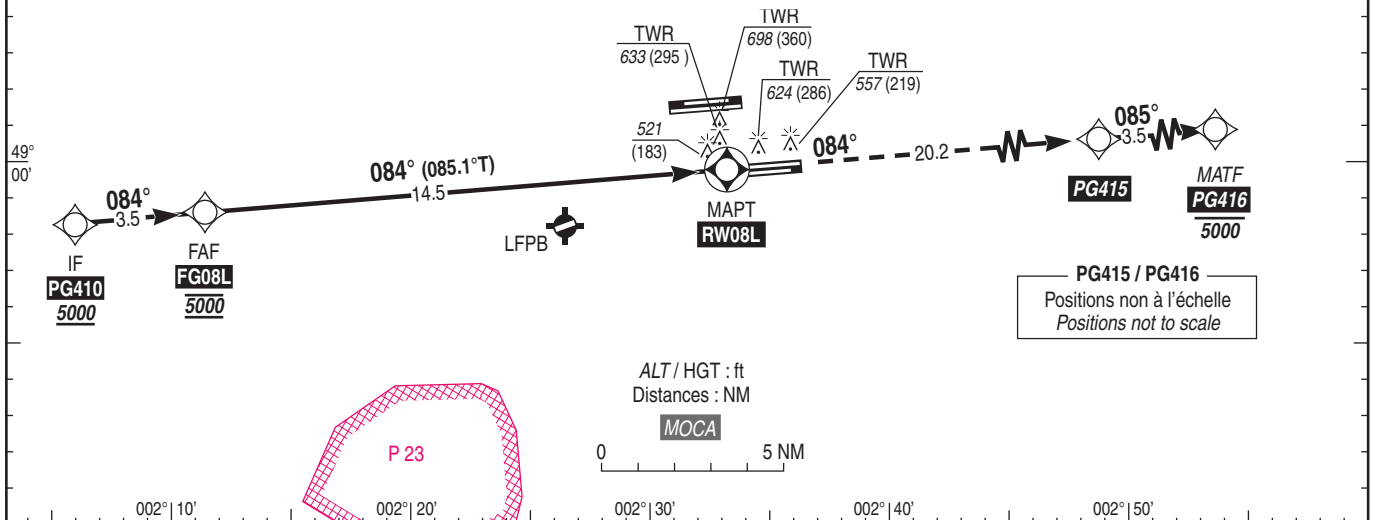 TWR
698 (360)
TWR
633 (295 )
TWR
624 (286)
TWR
557 (219)
521
(183)
49°
00'
084°
3.5
084° (085.1°T)
14.5
084°
20.2
085°
3.5
IF
PG410
5000
FAF
FG08L
5000
LFPB
MAPT
RW08L
PG415
MATF
PG416
5000
PG415 / PG416
Positions non à l'échelle
Positions not to scale
ALT / HGT : ft
Distances : NM
MOCA
0 5 NM
P 23
002° 10' 002° 20' 002° 30' 002° 40' 002° 50'